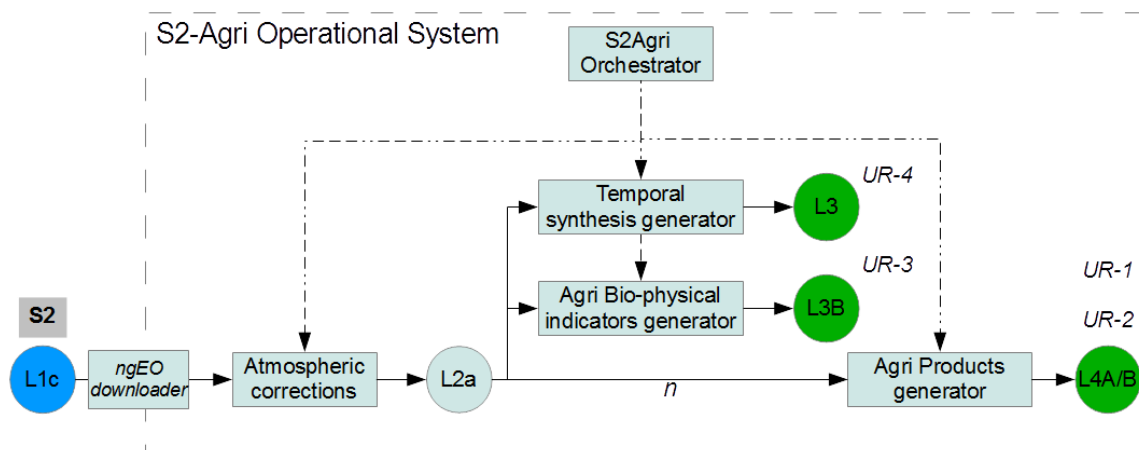 S2-Agri Operational System
S2Agri
Orchestrator
Temporal
synthesis generator
L3
UR-4
Agri Bio-physical
indicators generator
L3B
UR-3
UR-1
UR-2
S2
L1c
ngEO
downloader
Atmospheric
corrections
L2a
n
Agri Products
generator
L4A/B